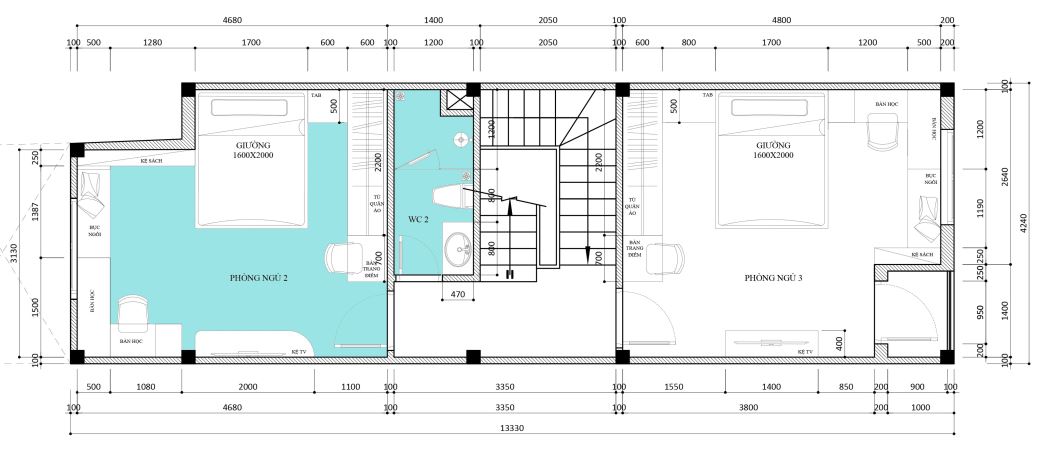 4680 1400 2050 100 4800 200
100 500 1280 1700 600 600 100 1200 100 2050 100 600 800 1700 1200 500 200
TAB
500
GIƯỜNG
1600X2000
KỆ SÁCH
2200
TỦ
QUẦN
ÁO
BỤC
NGỒI
BÀN HỌC
PHÒNG NGỦ 2
700
BÀN
TRANG
ĐIỂM
BÀN HỌC
KỆ TV
WC 2
1200
800
800
470
2200
700
TAB
500
GIƯỜNG
1600X2000
BÀN HỌC
BÀN HỌC
BỤC
NGỒI
KỆ SÁCH
TỦ
QUẦN
ÁO
BÀN
TRANG
ĐIỂM
PHÒNG NGỦ 3
KỆ TV
400
250
1387
1500
100
3130
100
1200
1190
250
250
950
200
100
2640
1400
4240
100 500 1080 2000 1100 100 3350 100 1550 1400 850 200 900 100
100 4680 100 3350 100 3800 200 1000
13330